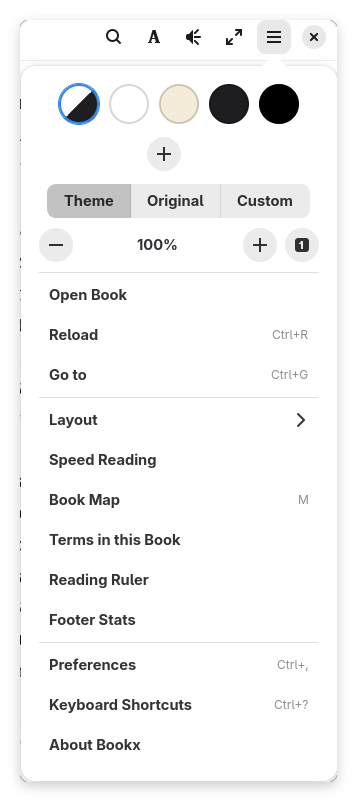 A
Theme Original Custom
100% 1
Open Book
Reload Ctrl+R
Go to Ctrl+G
Layout
Speed Reading
Book Map M
Terms in this Book
Reading Ruler
Footer Stats
Preferences Ctrl+,
Keyboard Shortcuts Ctrl+?
About Bookx